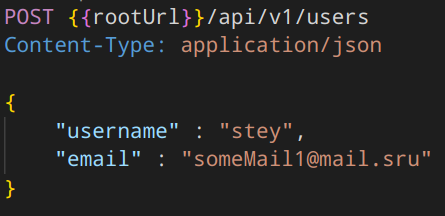 POST {{rootUrl}}/api/v1/users
Content-Type: application/json
{
"username" : "stey",
"email" : "someMail1@mail.sru"
}